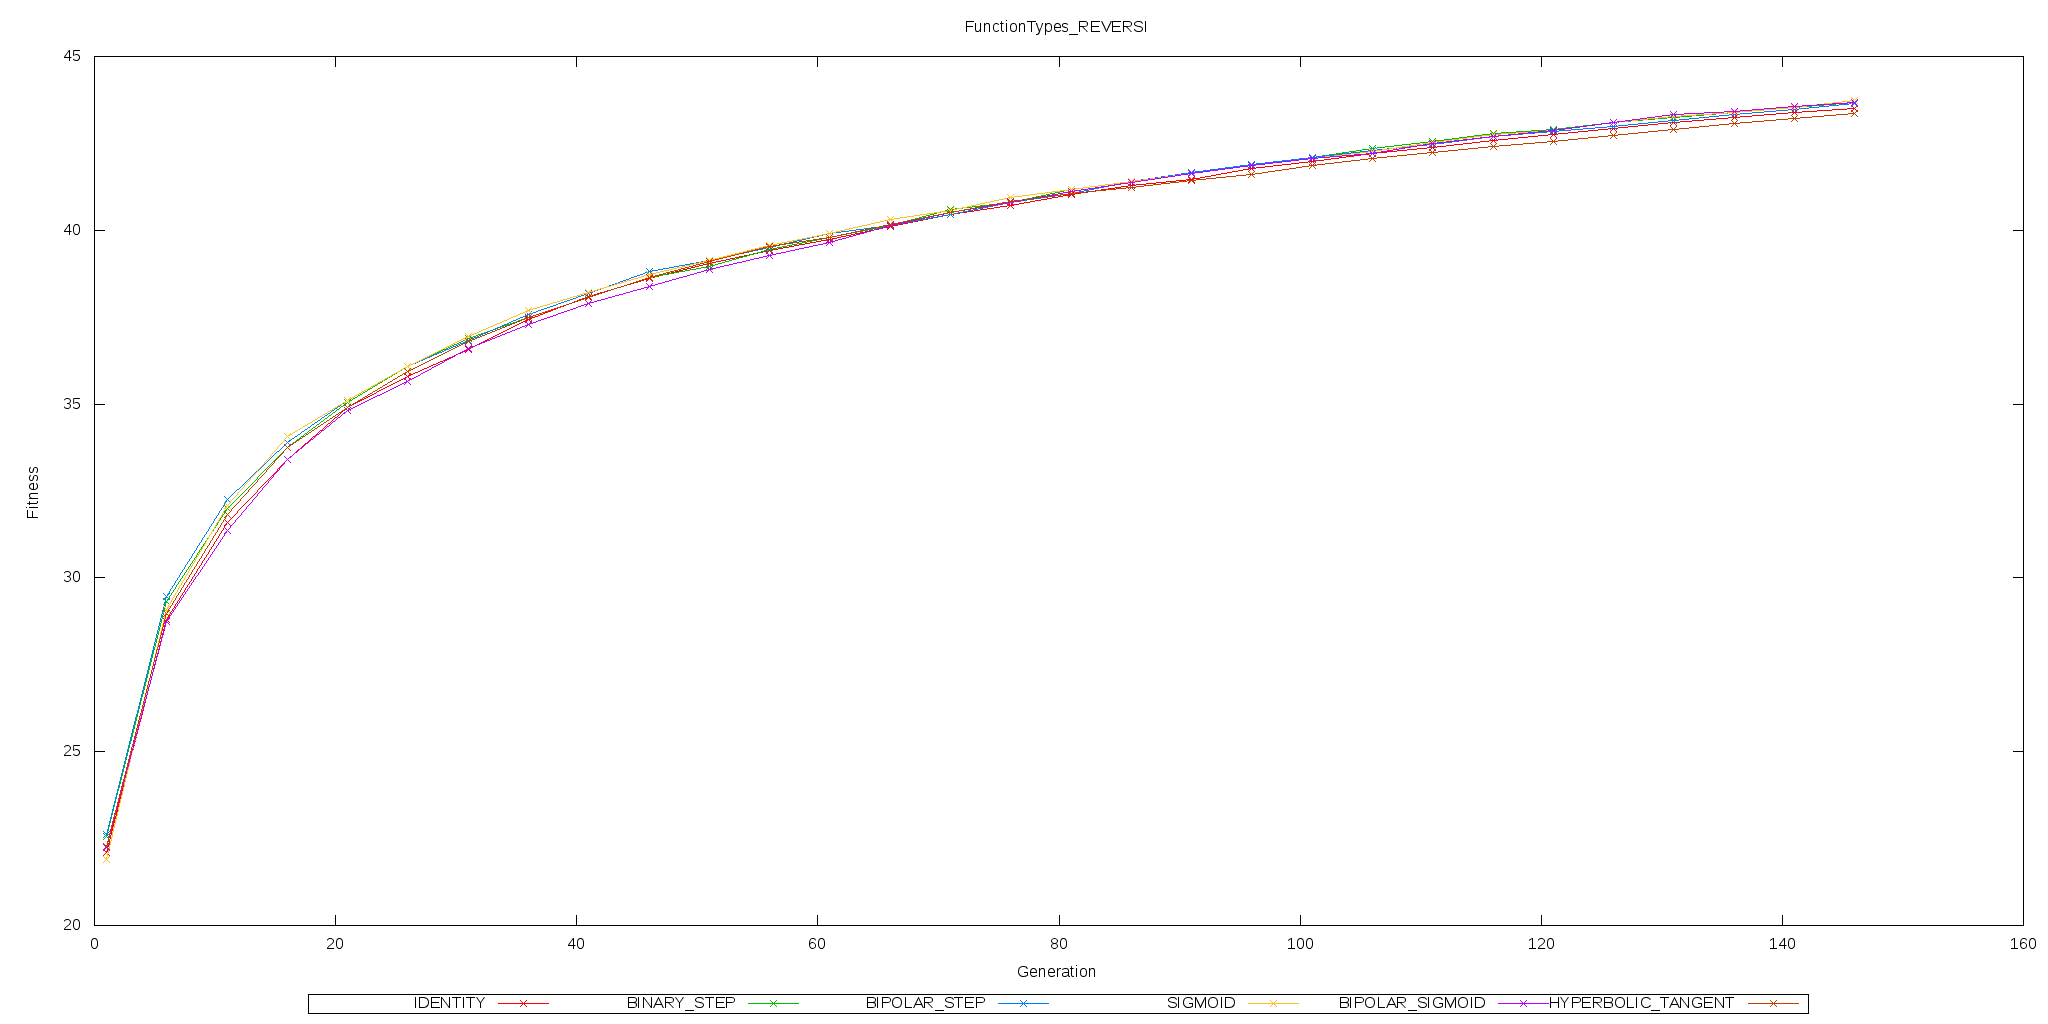 FunctionTypes_REVERSI
45
40
35
30
25
20
Fitness
0 20 40 60 80 100 120 140 160
Generation
IDENTITY BINARY_STEP BIPOLAR_STEP SIGMOID BIPOLAR_SIGMOID HYPERBOLIC_TANGENT